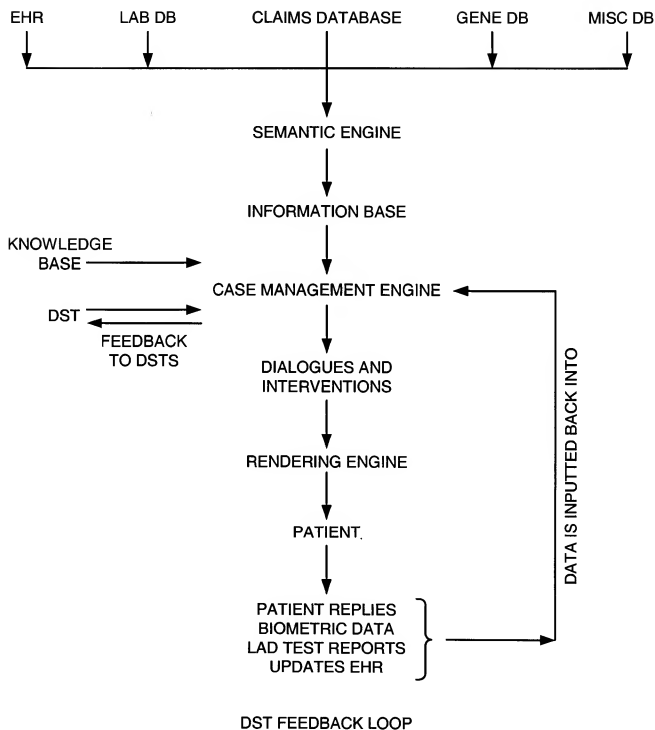 EHR
LAB DB
CLAIMS DATABASE
GENE DB
MISC DB
SEMANTIC ENGINE
INFORMATION BASE
KNOWLEDGE
BASE
CASE MANAGEMENT ENGINE
DST
FEEDBACK
TO DSTS
DIALOGUES AND
INTERVENTIONS
RENDERING ENGINE
PATIENT
PATIENT REPLIES
BIOMETRIC DATA
LAD TEST REPORTS
UPDATES EHR
DATA IS INPUTTED BACK INTO
DST FEEDBACK LOOP